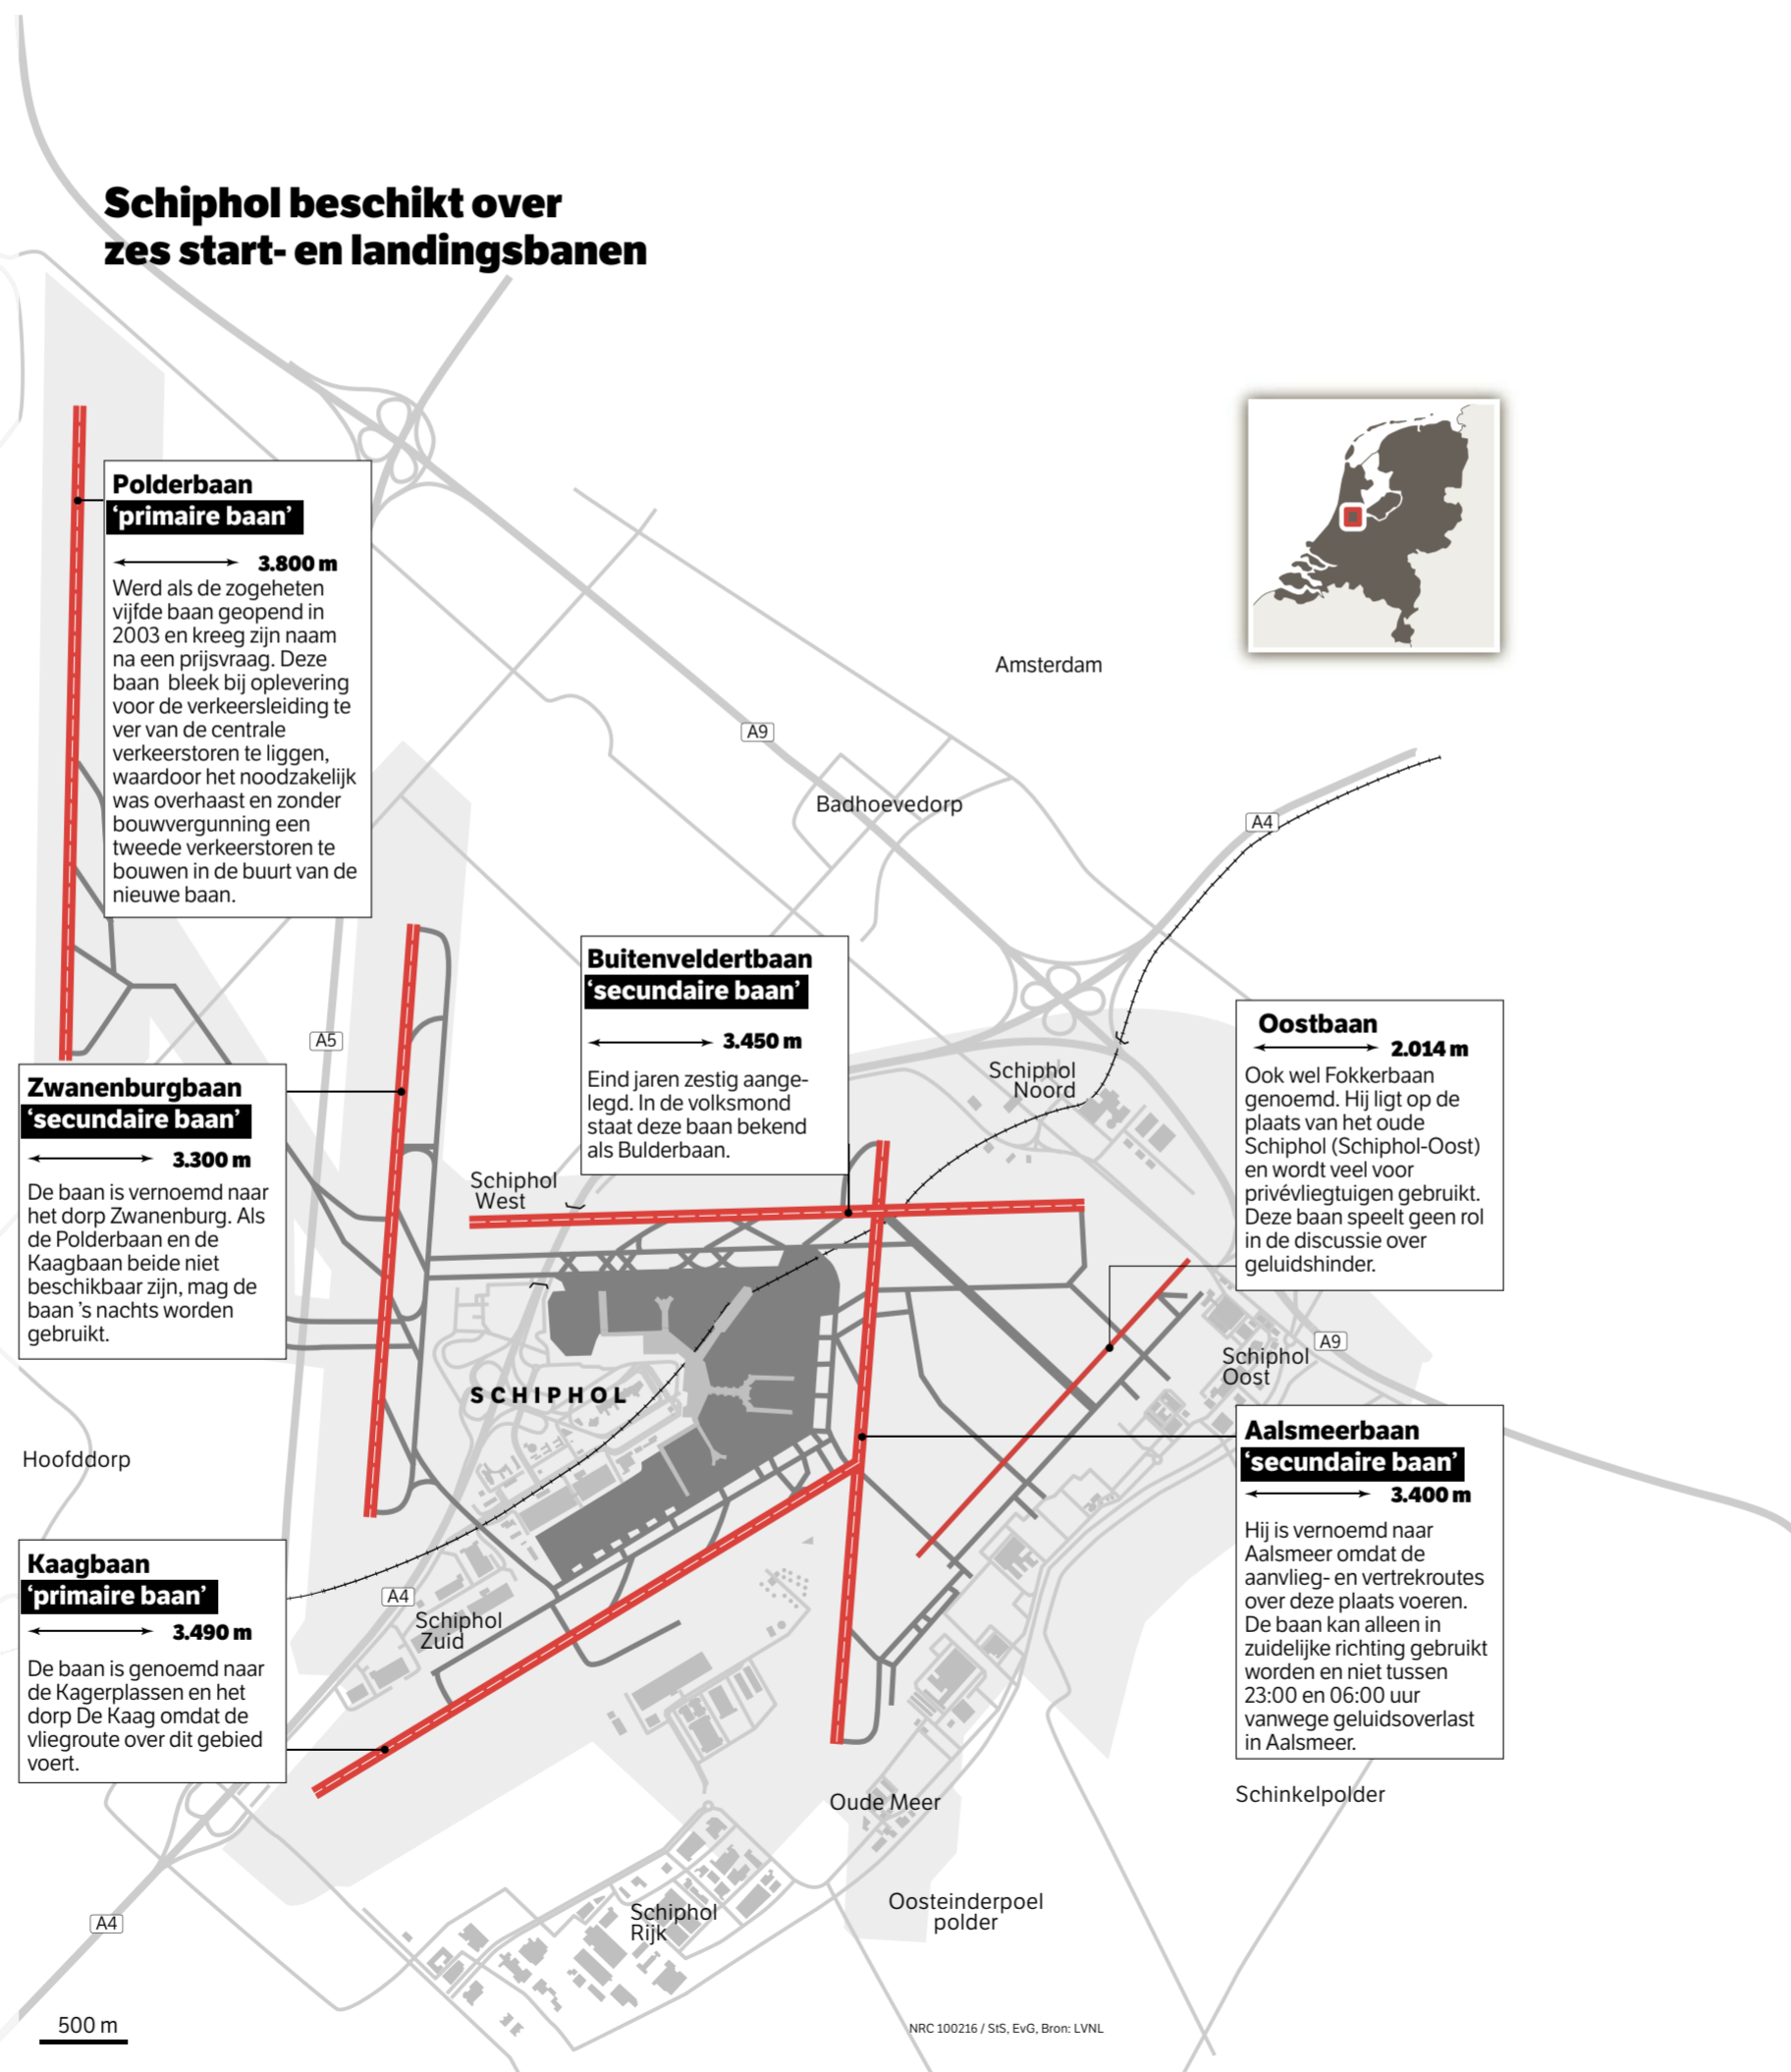 Schiphol beschikt over
zes start- en landingsbanen
Polderbaan
‘primaire baan’
3.800 m
Werd als de zogeheten
vijfde baan geopend in
2003 en kreeg zijn naam
na een prijsvraag. Deze
baan bleek bij oplevering
voor de verkeersleiding te
ver van de centrale
verkeerstoren te liggen,
waardoor het noodzakelijk
was overhaast en zonder
bouwvergunning een
tweede verkeerstoren te
bouwen in de buurt van de
nieuwe baan.
Amsterdam
A9
Badhoevedorp
A4
Buitenveldertbaan
‘secundaire baan’
3.450 m
Eind jaren zestig aange-
legd. In de volksmond
staat deze baan bekend
als Bulderbaan.
A5
Schiphol
Noord
Oostbaan
2.014 m
Ook wel Fokkerbaan
genoemd. Hij ligt op de
plaats van het oude
Schiphol (Schiphol-Oost)
en wordt veel voor
privévliegtuigen gebruikt.
Deze baan speelt geen rol
in de discussie over
geluidshinder.
Zwanenburgbaan
‘secundaire baan’
3.300 m
De baan is vernoemd naar
het dorp Zwanenburg. Als
de Polderbaan en de
Kaagbaan beide niet
beschikbaar zijn, mag de
baan ’s nachts worden
gebruikt.
Schiphol
West
SCHIPHOL
A9
Schiphol
Oost
Hoofddorp
Aalsmeerbaan
‘secundaire baan’
3.400 m
Hij is vernoemd naar
Aalsmeer omdat de
aanvlieg- en vertrekroutes
over deze plaats voeren.
De baan kan alleen in
zuidelijke richting gebruikt
worden en niet tussen
23:00 en 06:00 uur
vanwege geluidsoverlast
in Aalsmeer.
Kaagbaan
‘primaire baan’
3.490 m
De baan is genoemd naar
de Kagerplassen en het
dorp De Kaag omdat de
vliegroute over dit gebied
voert.
A4
Schiphol
Zuid
Oude Meer
Schinkelpolder
Schiphol
Rijk
Oosteinderpoel
polder
A4
500 m
NRC 100216 / StS, EvG, Bron: LVNL